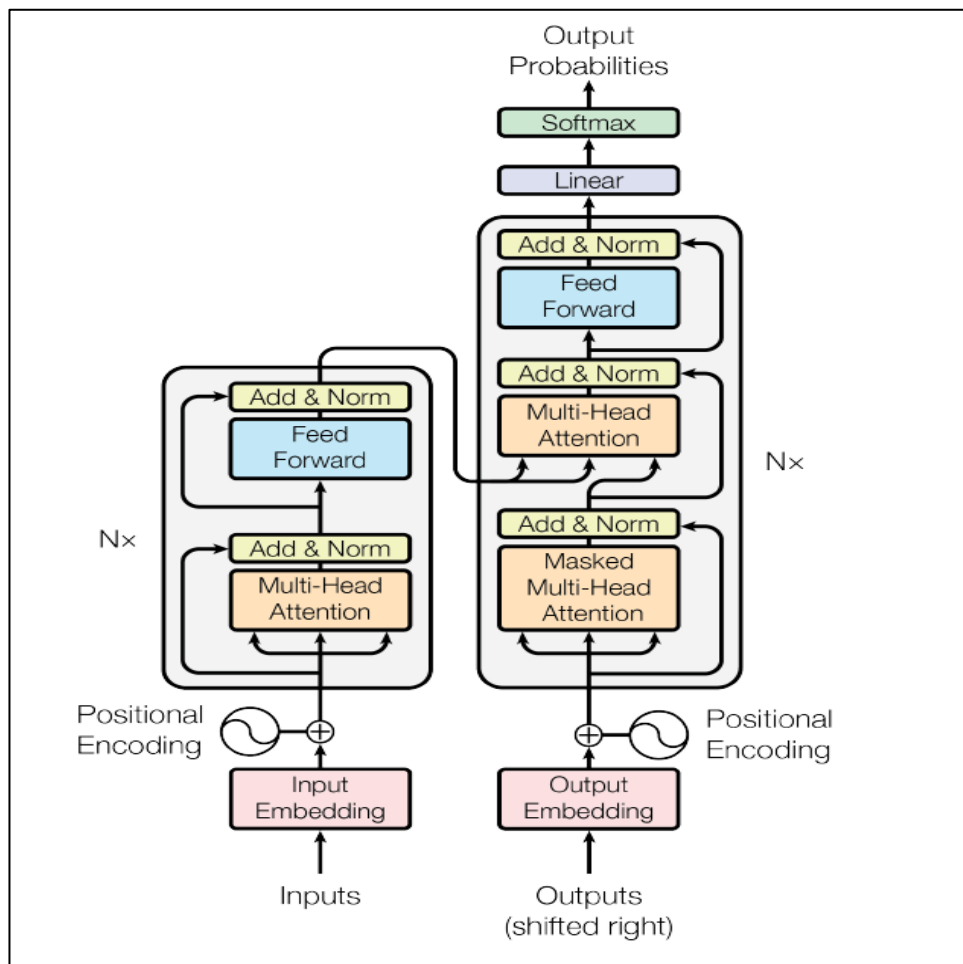 Output
Probabilities
Softmax
Linear
Add & Norm
Feed
Forward
Add & Norm
Multi-Head
Attention
Nx
Add & Norm
Masked
Multi-Head
Attention
Add & Norm
Feed
Forward
Nx
Add & Norm
Multi-Head
Attention
Positional
Encoding
Positional
Encoding
Input
Embedding
Output
Embedding
Inputs
Outputs
(shifted right)